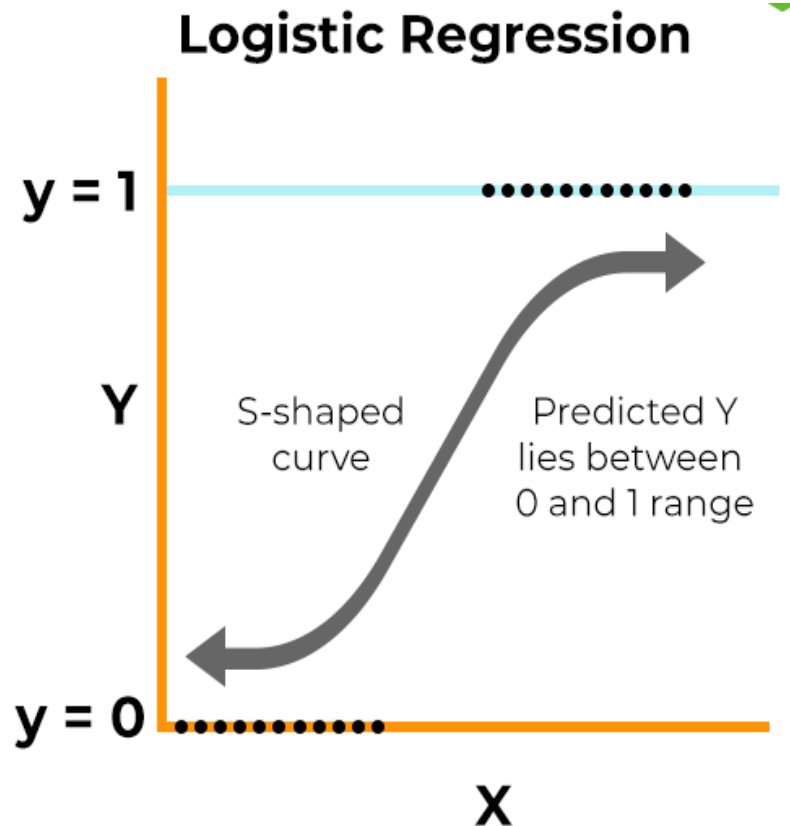 Logistic Regression
y = 1
Y
S-shaped
curve
Predicted Y
lies between
0 and 1 range
y = 0
X